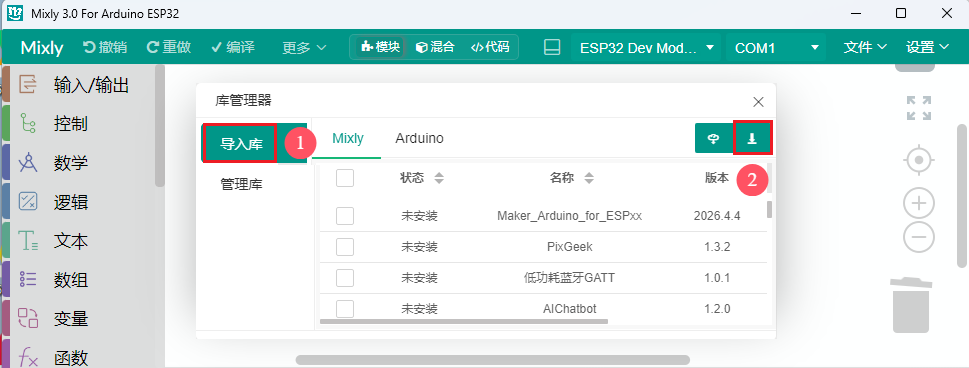 Mixly 3.0 For Arduino ESP32
Mixly 撤销 重做 编译 更多 模块 混合 代码 ESP32 Dev Mod... COM1 文件 设置
输入/输出
控制
数学
逻辑
文本
数组
变量
函数
库管理器
导入库 1
管理库
Mixly Arduino
2
状态 名称 版本
未安装 Maker_Arduino_for_ESPxx 2026.4.4
未安装 PixGeek 1.3.2
未安装 低功耗蓝牙GATT 1.0.1
未安装 AIChatbot 1.2.0